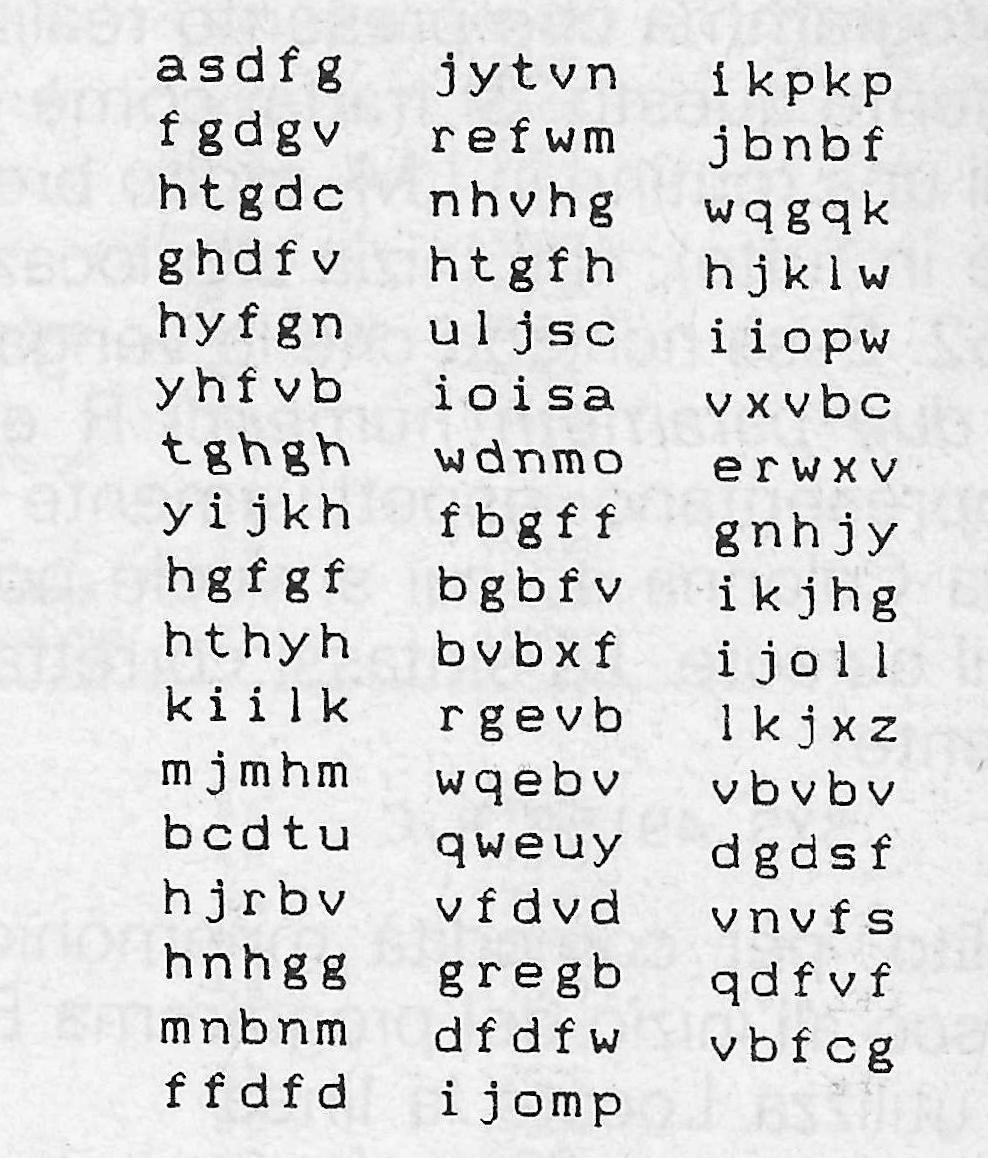 asdfg jytvn ikpkp
fgdgv refwm jbnbf
htgdc nhvhg wqgqk
ghdfv htgfh hjklw
hyfgn uljsc iiopw
yhfvb ioisa vxvbc
tghgh wdnmo erwxv
yijkh fbgff gnhjy
hgfgf bgbfv ikjhg
hthyh bvbxf ijoll
kiilk rgevb lkjxz
mjmhm wqebv vbvbv
bcdtu qweuy dgdsf
hjrbv vfdvd vnvfs
hnhgg gregb qdfvf
mnbnm dfdfw vbfcg
ffdfd ijomp